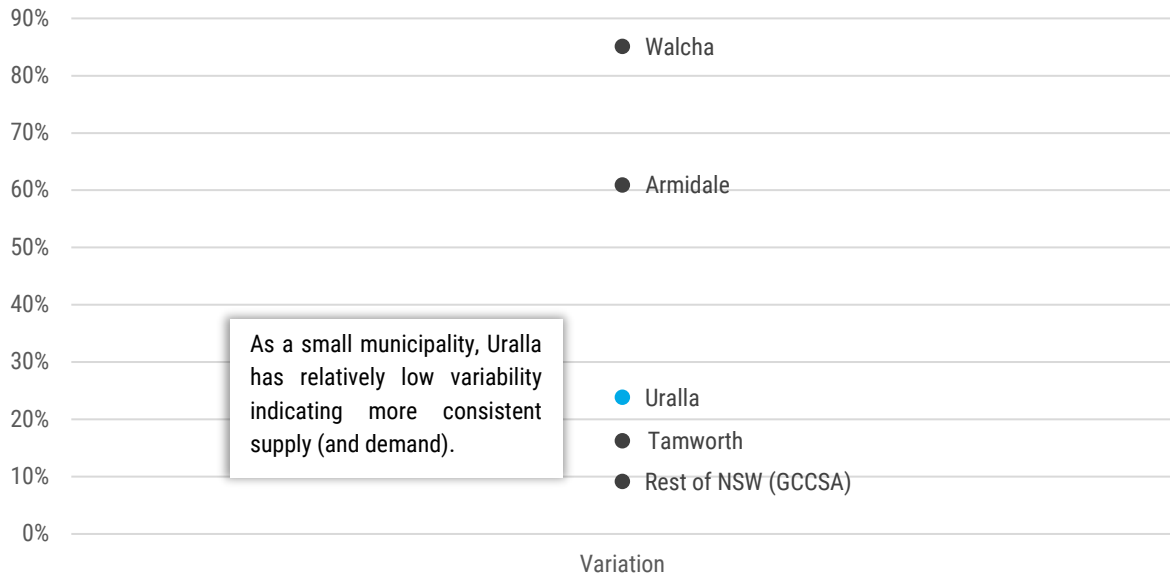 90%
Walcha
80%
70%
60%
Armidale
50%
40%
As a small municipality, Uralla
has relatively low variability
indicating more consistent
supply (and demand).
30%
Uralla
20%
Tamworth
10%
Rest of NSW (GCCSA)
0%
Variation